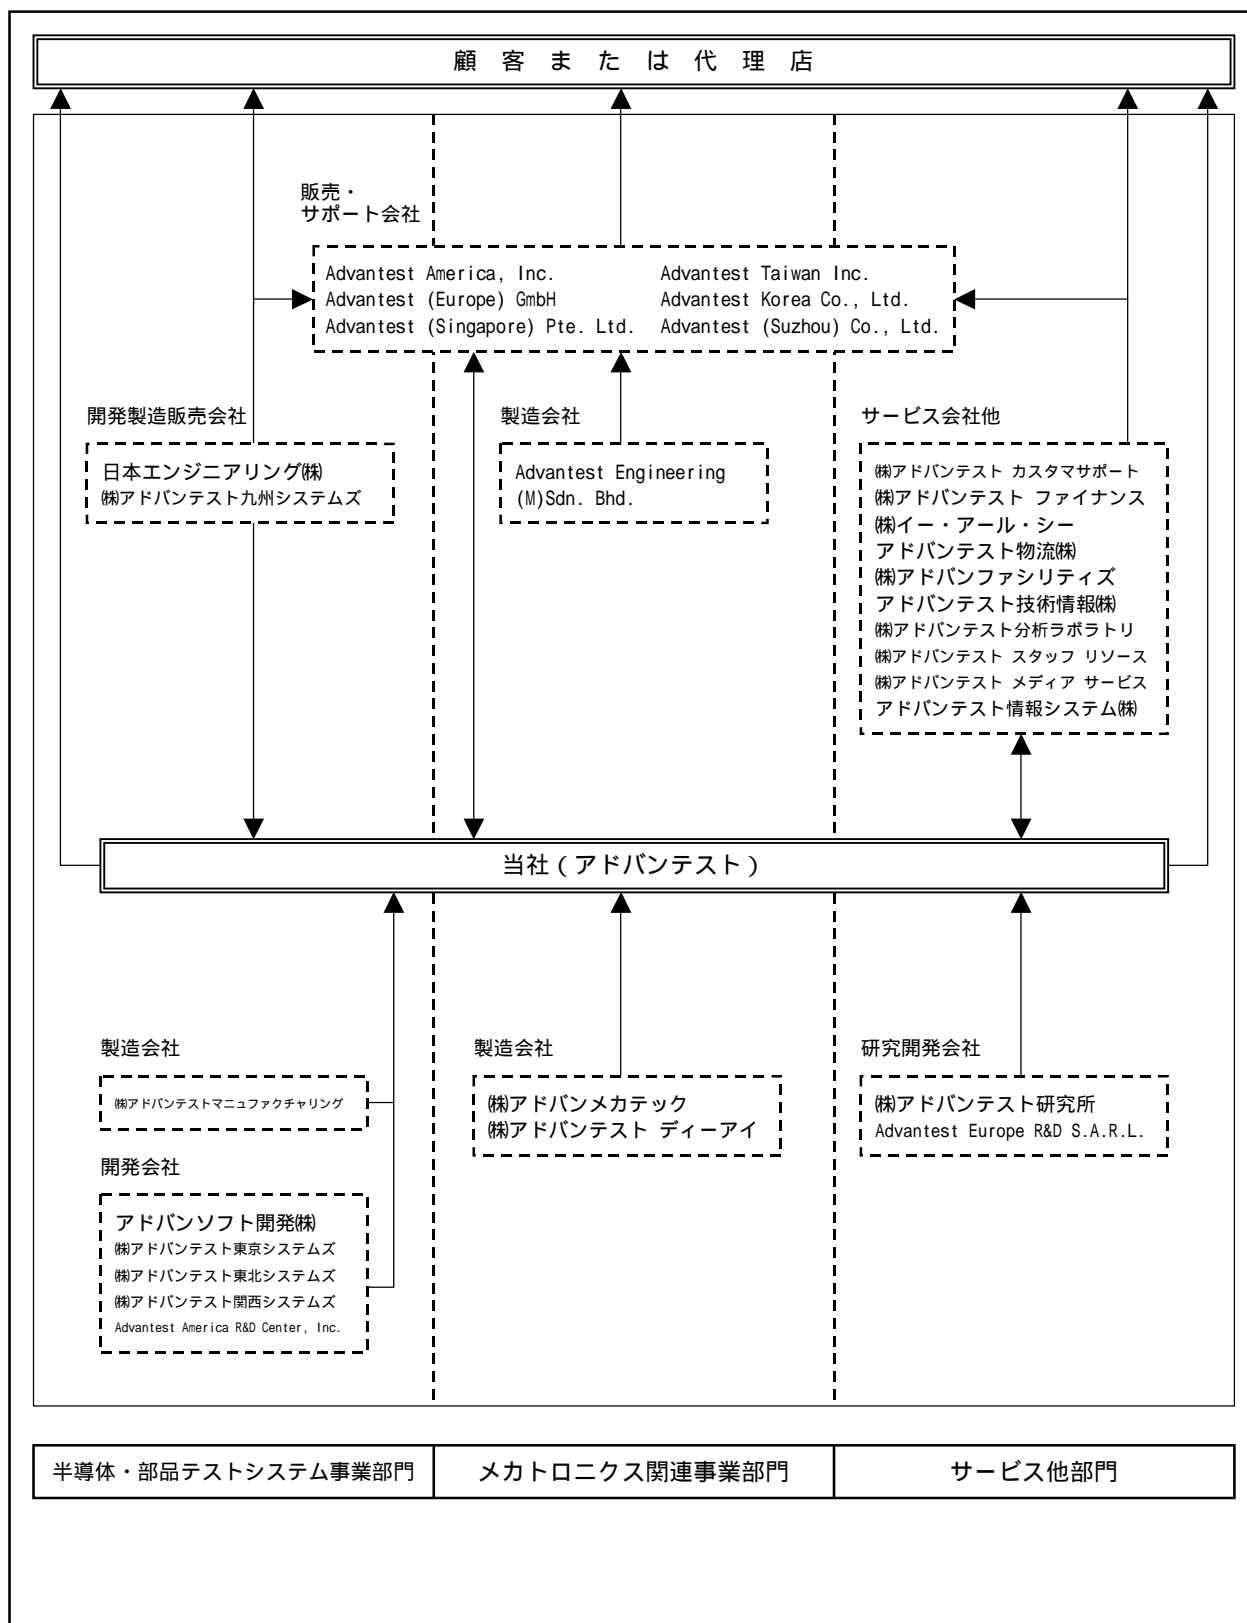 顧客または代理店
販売・
サポート会社
Advantest America, Inc.
Advantest (Europe) GmbH
Advantest (Singapore) Pte. Ltd.
Advantest Taiwan Inc.
Advantest Korea Co., Ltd.
Advantest (Suzhou) Co., Ltd.
開発製造販売会社
日本エンジニアリング㈱
㈱アドバンテスト九州システムズ
製造会社
Advantest Engineering
(M)Sdn. Bhd.
サービス会社他
㈱アドバンテスト カスタマサポート
㈱アドバンテスト ファイナンス
㈱イー・アール・シー
アドバンテスト物流㈱
㈱アドバンファシリティズ
アドバンテスト技術情報㈱
㈱アドバンテスト分析ラボラトリ
㈱アドバンテスト スタッフ リソース
㈱アドバンテスト メディア サービス
アドバンテスト情報システム㈱
当社(アドバンテスト)
製造会社
㈱アドバンテストマニュファクチャリング
開発会社
アドバンソフト開発㈱
㈱アドバンテスト東京システムズ
㈱アドバンテスト東北システムズ
㈱アドバンテスト関西システムズ
Advantest America R&D Center, Inc.
製造会社
㈱アドバンメカテック
㈱アドバンテスト ディーアイ
研究開発会社
㈱アドバンテスト研究所
Advantest Europe R&D S.A.R.L.
半導体・部品テストシステム事業部門
メカトロニクス関連事業部門
サービス他部門